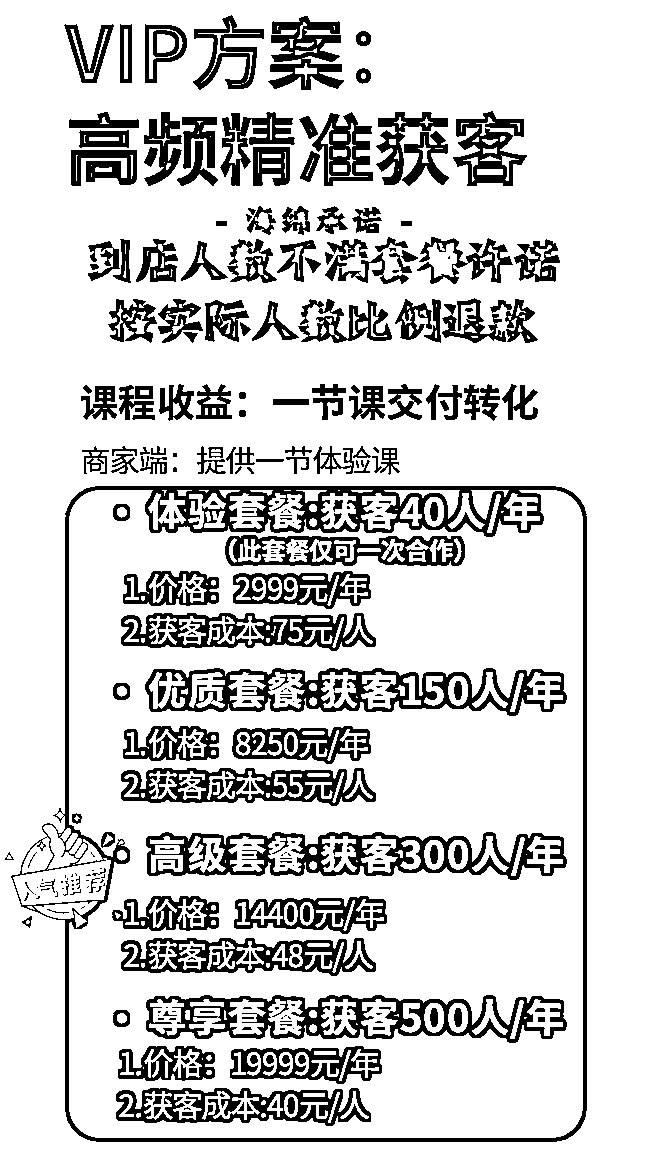 VIP方案：
高频精准获客
- 海绵承诺 -
到店人数不满套餐许诺
按实际人数比例退款
课程收益：一节课交付转化
商家端：提供一节体验课
体验套餐:获客40人/年
（此套餐仅可一次合作）
1.价格：2999元/年
2.获客成本:75元/人
优质套餐:获客150人/年
1.价格：8250元/年
2.获客成本:55元/人
高级套餐:获客300人/年
人气推荐
1.价格：14400元/年
2.获客成本:48元/人
尊享套餐:获客500人/年
1.价格：19999元/年
2.获客成本:40元/人